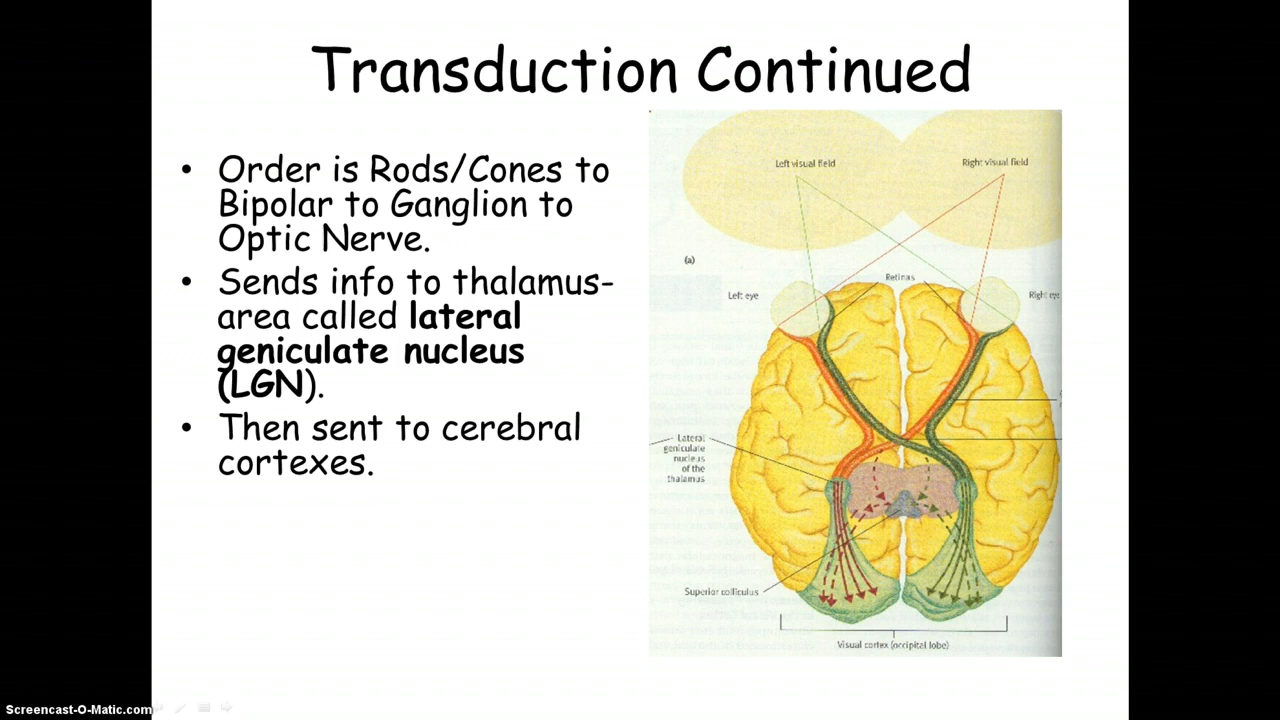 Transduction Continued
• Order is Rods/Cones to
Bipolar to Ganglion to
Optic Nerve.
• Sends info to thalamus-
area called lateral
geniculate nucleus
(LGN).
• Then sent to cerebral
cortexes.
Left visual field
Right visual field
(a)
Retinas
Left eye
Right eye
Lateral
geniculate
nucleus
of the
thalamus
Superior colliculus
Visual cortex (occipital lobe)
Screencast-O-Matic.com